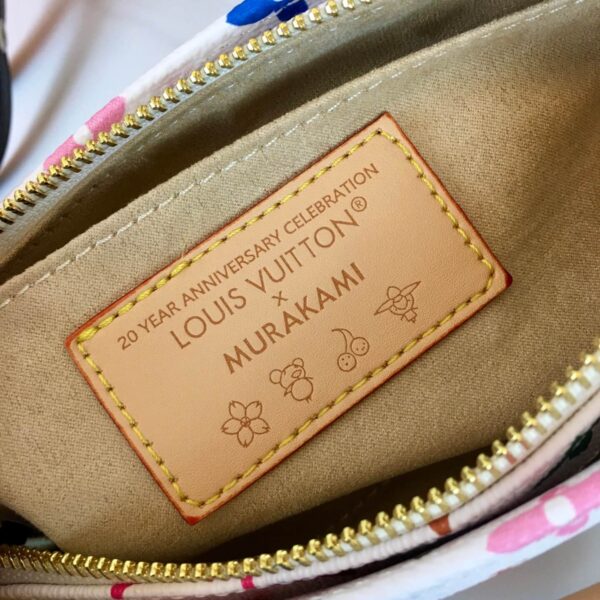 20 YEAR ANNIVERSARY CELEBRATION
LOUIS VUITTON®
×
MURAKAMI